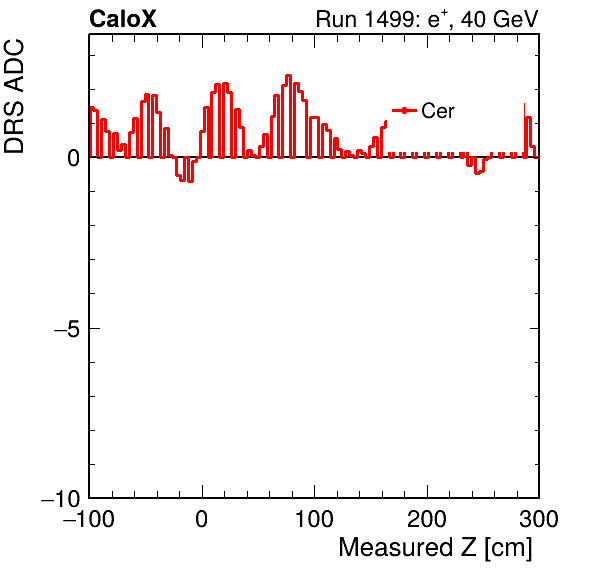 CaloX
Run 1499: e⁺, 40 GeV
DRS ADC
Cer
0
−5
−10
−100 0 100 200 300
Measured Z [cm]